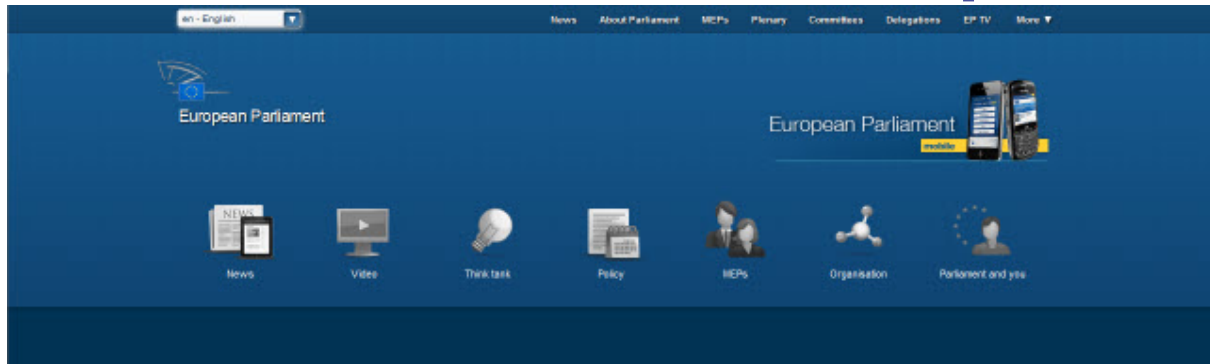 en - English News About Parliament MEPs Plenary Committees Delegations EP TV More
European Parliament
European Parliament
mobile
NEWS
News Video Think tank Policy MEPs Organisation Parliament and you